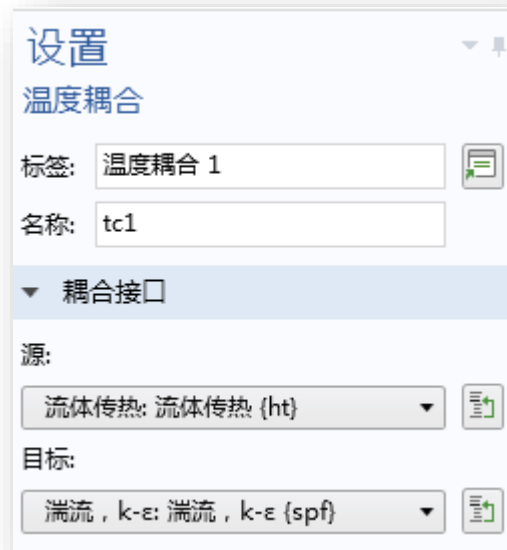 设置
温度耦合
标签: 温度耦合 1
名称: tc1
耦合接口
源:
流体传热: 流体传热 {ht}
目标:
湍流，k-ε: 湍流，k-ε {spf}